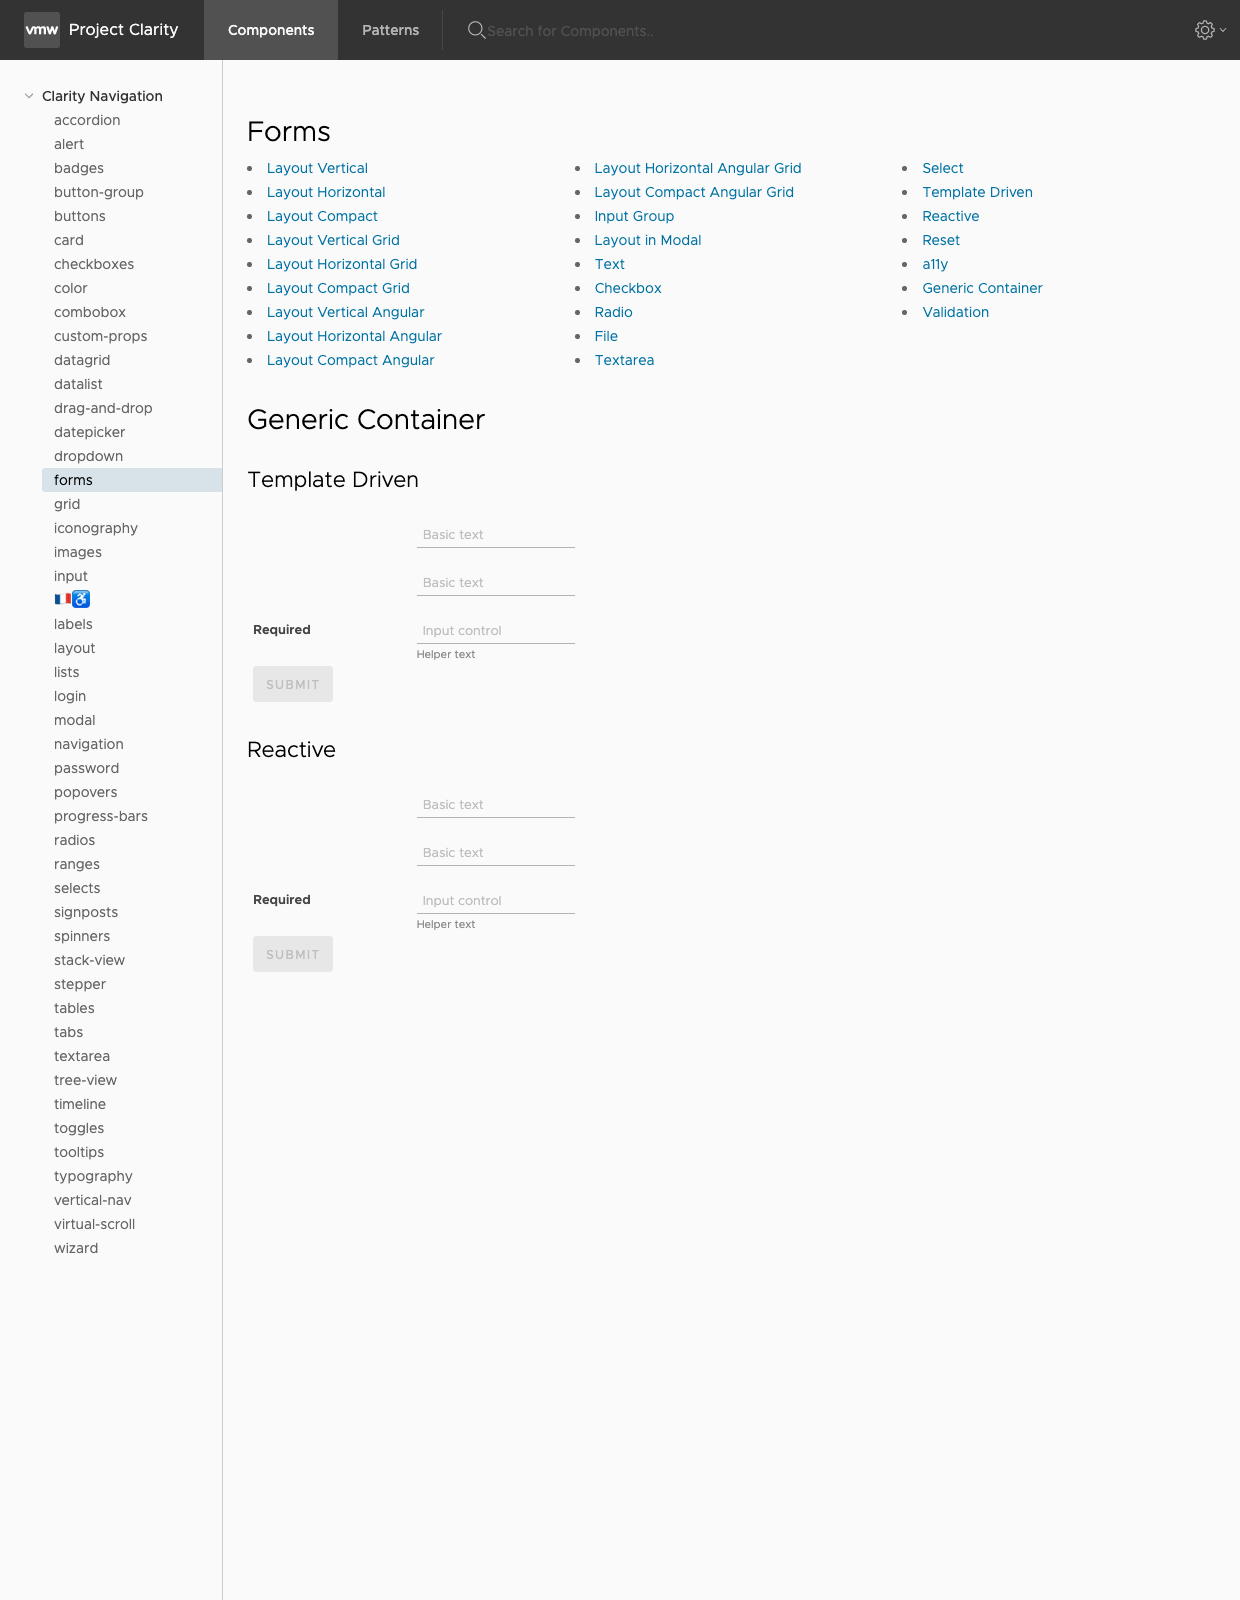 vmw Project Clarity
Components
Patterns
Search for Components..
Clarity Navigation
accordion
alert
badges
button-group
buttons
card
checkboxes
color
combobox
custom-props
datagrid
datalist
drag-and-drop
datepicker
dropdown
forms
grid
iconography
images
input
🇫🇷♿
labels
layout
lists
login
modal
navigation
password
popovers
progress-bars
radios
ranges
selects
signposts
spinners
stack-view
stepper
tables
tabs
textarea
tree-view
timeline
toggles
tooltips
typography
vertical-nav
virtual-scroll
wizard
Forms
Layout Vertical
Layout Horizontal
Layout Compact
Layout Vertical Grid
Layout Horizontal Grid
Layout Compact Grid
Layout Vertical Angular
Layout Horizontal Angular
Layout Compact Angular
Layout Horizontal Angular Grid
Layout Compact Angular Grid
Input Group
Layout in Modal
Text
Checkbox
Radio
File
Textarea
Select
Template Driven
Reactive
Reset
a11y
Generic Container
Validation
Generic Container
Template Driven
Basic text
Basic text
Required
Input control
Helper text
SUBMIT
Reactive
Basic text
Basic text
Required
Input control
Helper text
SUBMIT